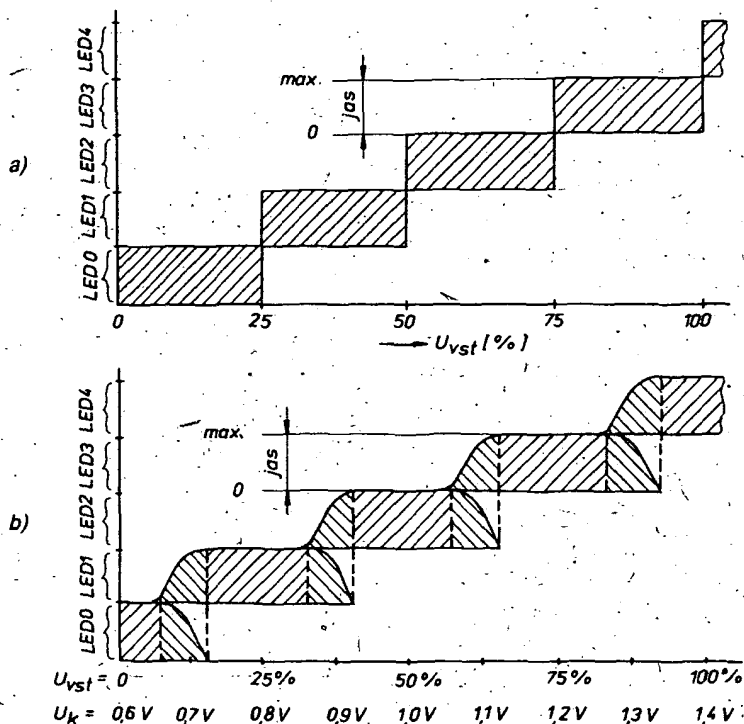 a)
LED4
LED3
LED2
LED1
LED0
max.
jas
0
0 25 50 75 100
U_vst [%]
b)
LED4
LED3
LED2
LED1
LED0
max.
jas
0
U_vst = 0 25% 50% 75% 100%
U_k = 0,6 V 0,7 V 0,8 V 0,9 V 1,0 V 1,1 V 1,2 V 1,3 V 1,4 V